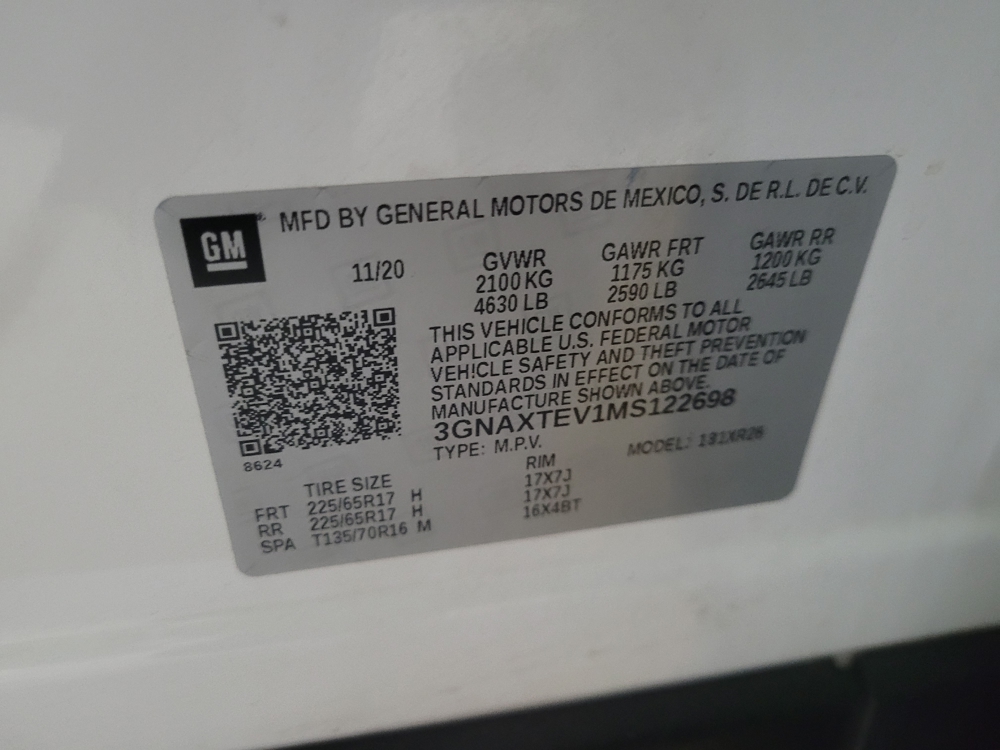 GM
MFD BY GENERAL MOTORS DE MEXICO, S. DE R.L. DE C.V.
11/20 GVWR GAWR FRT GAWR RR
2100 KG 1175 KG 1200 KG
4630 LB 2590 LB 2645 LB
THIS VEHICLE CONFORMS TO ALL
APPLICABLE U.S. FEDERAL MOTOR
VEHICLE SAFETY AND THEFT PREVENTION
STANDARDS IN EFFECT ON THE DATE OF
MANUFACTURE SHOWN ABOVE.
3GNAXTEV1MS122698
TYPE: M.P.V. MODEL: 1XR26
8624
TIRE SIZE RIM
FRT 225/65R17 H 17X7J
RR 225/65R17 H 17X7J
SPA T135/70R16 M 16X4BT